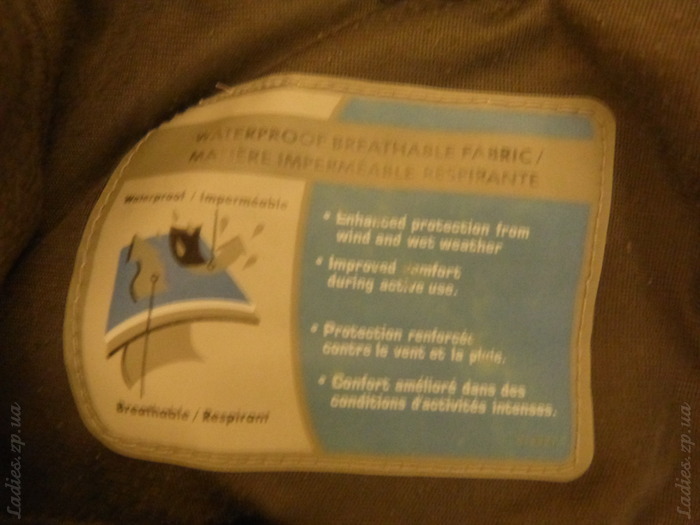 WATERPROOF BREATHABLE FABRIC/
MATIÈRE IMPERMÉABLE RESPIRANTE
Waterproof / Imperméable
• Enhanced protection from
wind and wet weather
• Improved comfort
during active use.
• Protection renforcée
contre le vent et la pluie.
• Confort amélioré dans des
conditions d'activités intenses.
Breathable / Respirant
Ladies.zp.ua
Ladies.zp.ua